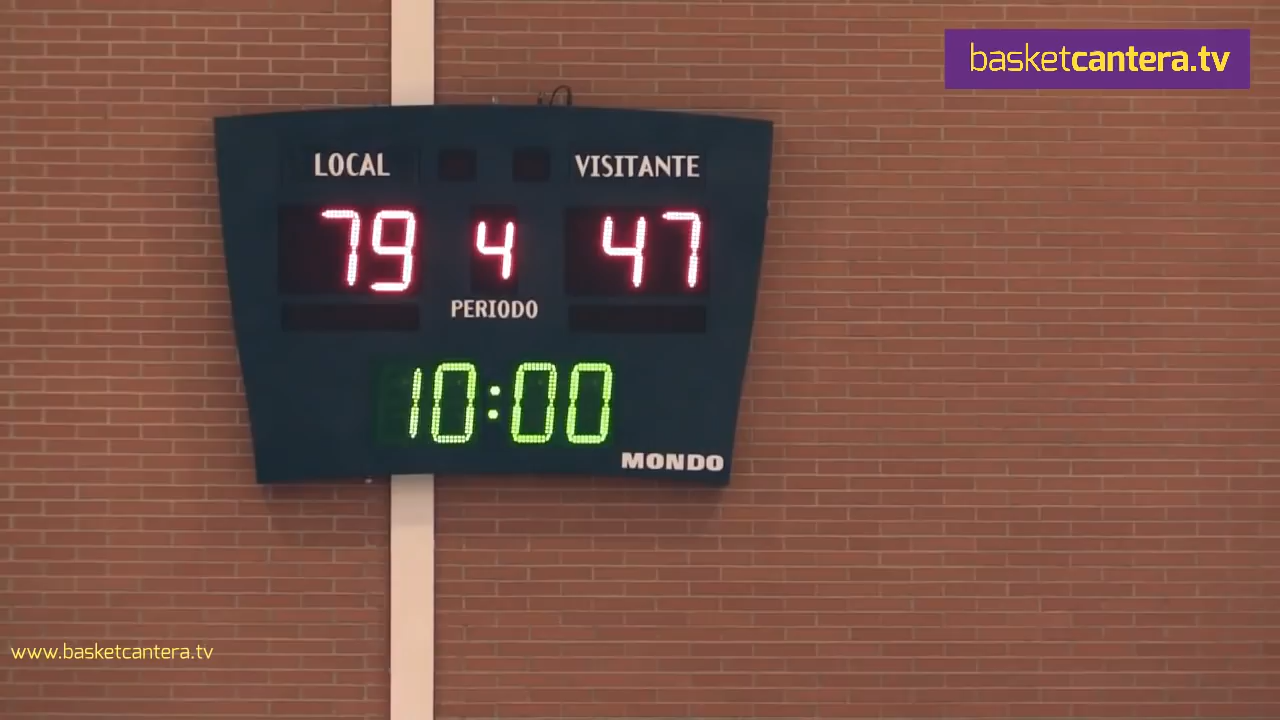 basketcantera.tv
LOCAL VISITANTE
79 4 47
PERIODO
10:00
MONDO
www.basketcantera.tv